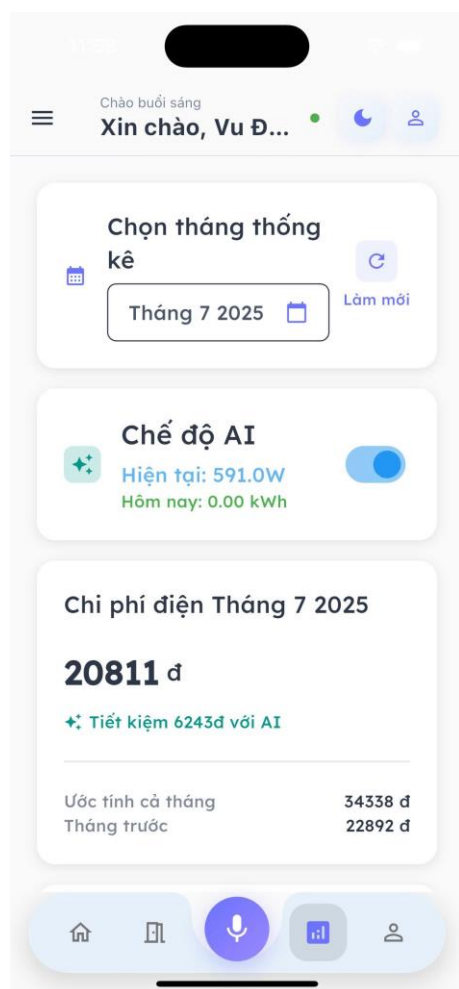 Chào buổi sáng
Xin chào, Vu Đ...
Chọn tháng thống
kê
Tháng 7 2025
Làm mới
Chế độ AI
Hiện tại: 591.0W
Hôm nay: 0.00 kWh
Chi phí điện Tháng 7 2025
20811 đ
Tiết kiệm 6243đ với AI
Ước tính cả tháng 34338 đ
Tháng trước 22892 đ